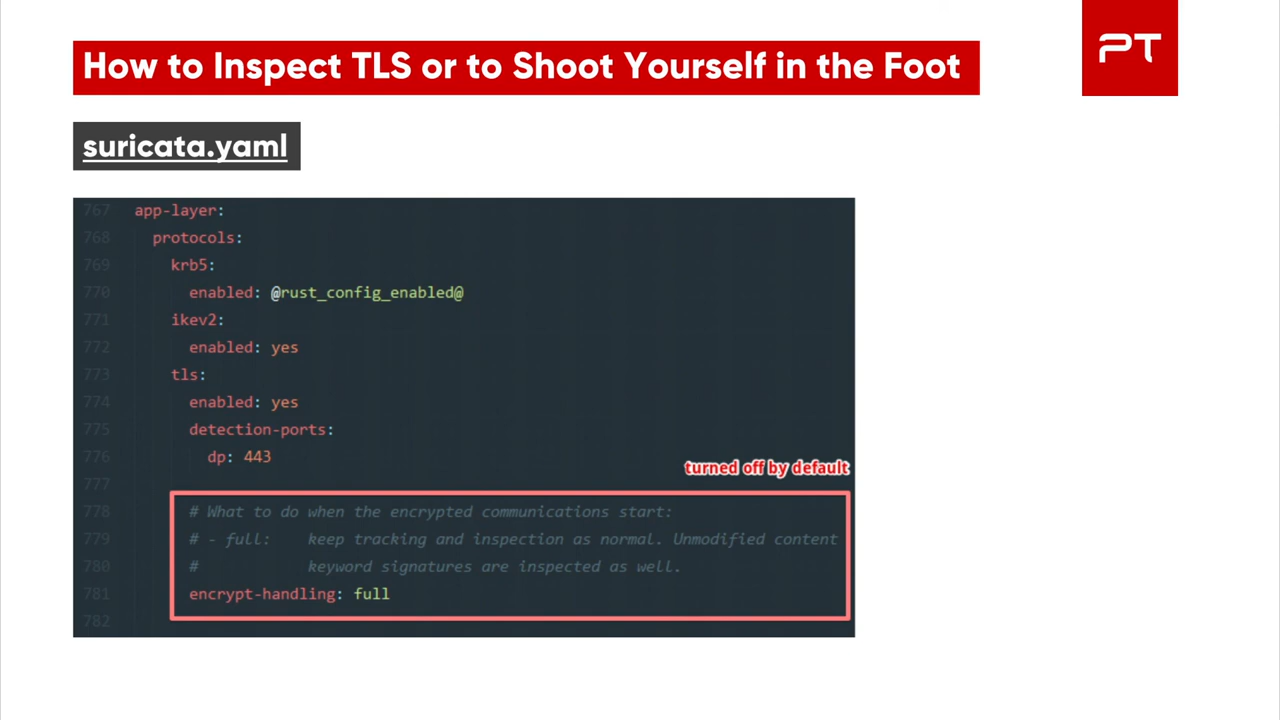 How to Inspect TLS or to Shoot Yourself in the Foot
PT
suricata.yaml
767 app-layer:
768 protocols:
769 krb5:
770 enabled: @rust_config_enabled@
771 ikev2:
772 enabled: yes
773 tls:
774 enabled: yes
775 detection-ports:
776 dp: 443
turned off by default
777
778 # What to do when the encrypted communications start:
779 # - full: keep tracking and inspection as normal. Unmodified content
780 # keyword signatures are inspected as well.
781 encrypt-handling: full
782